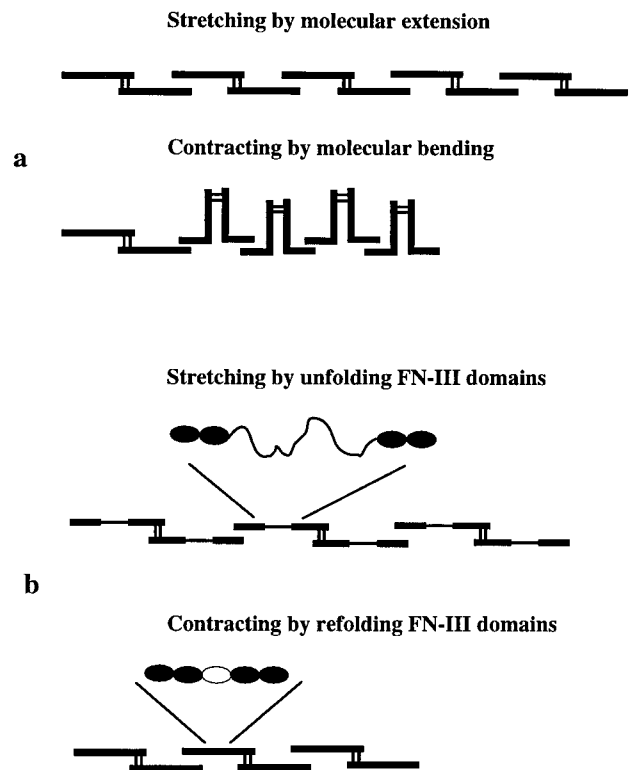 Stretching by molecular extension
a
Contracting by molecular bending
Stretching by unfolding FN-III domains
b
Contracting by refolding FN-III domains